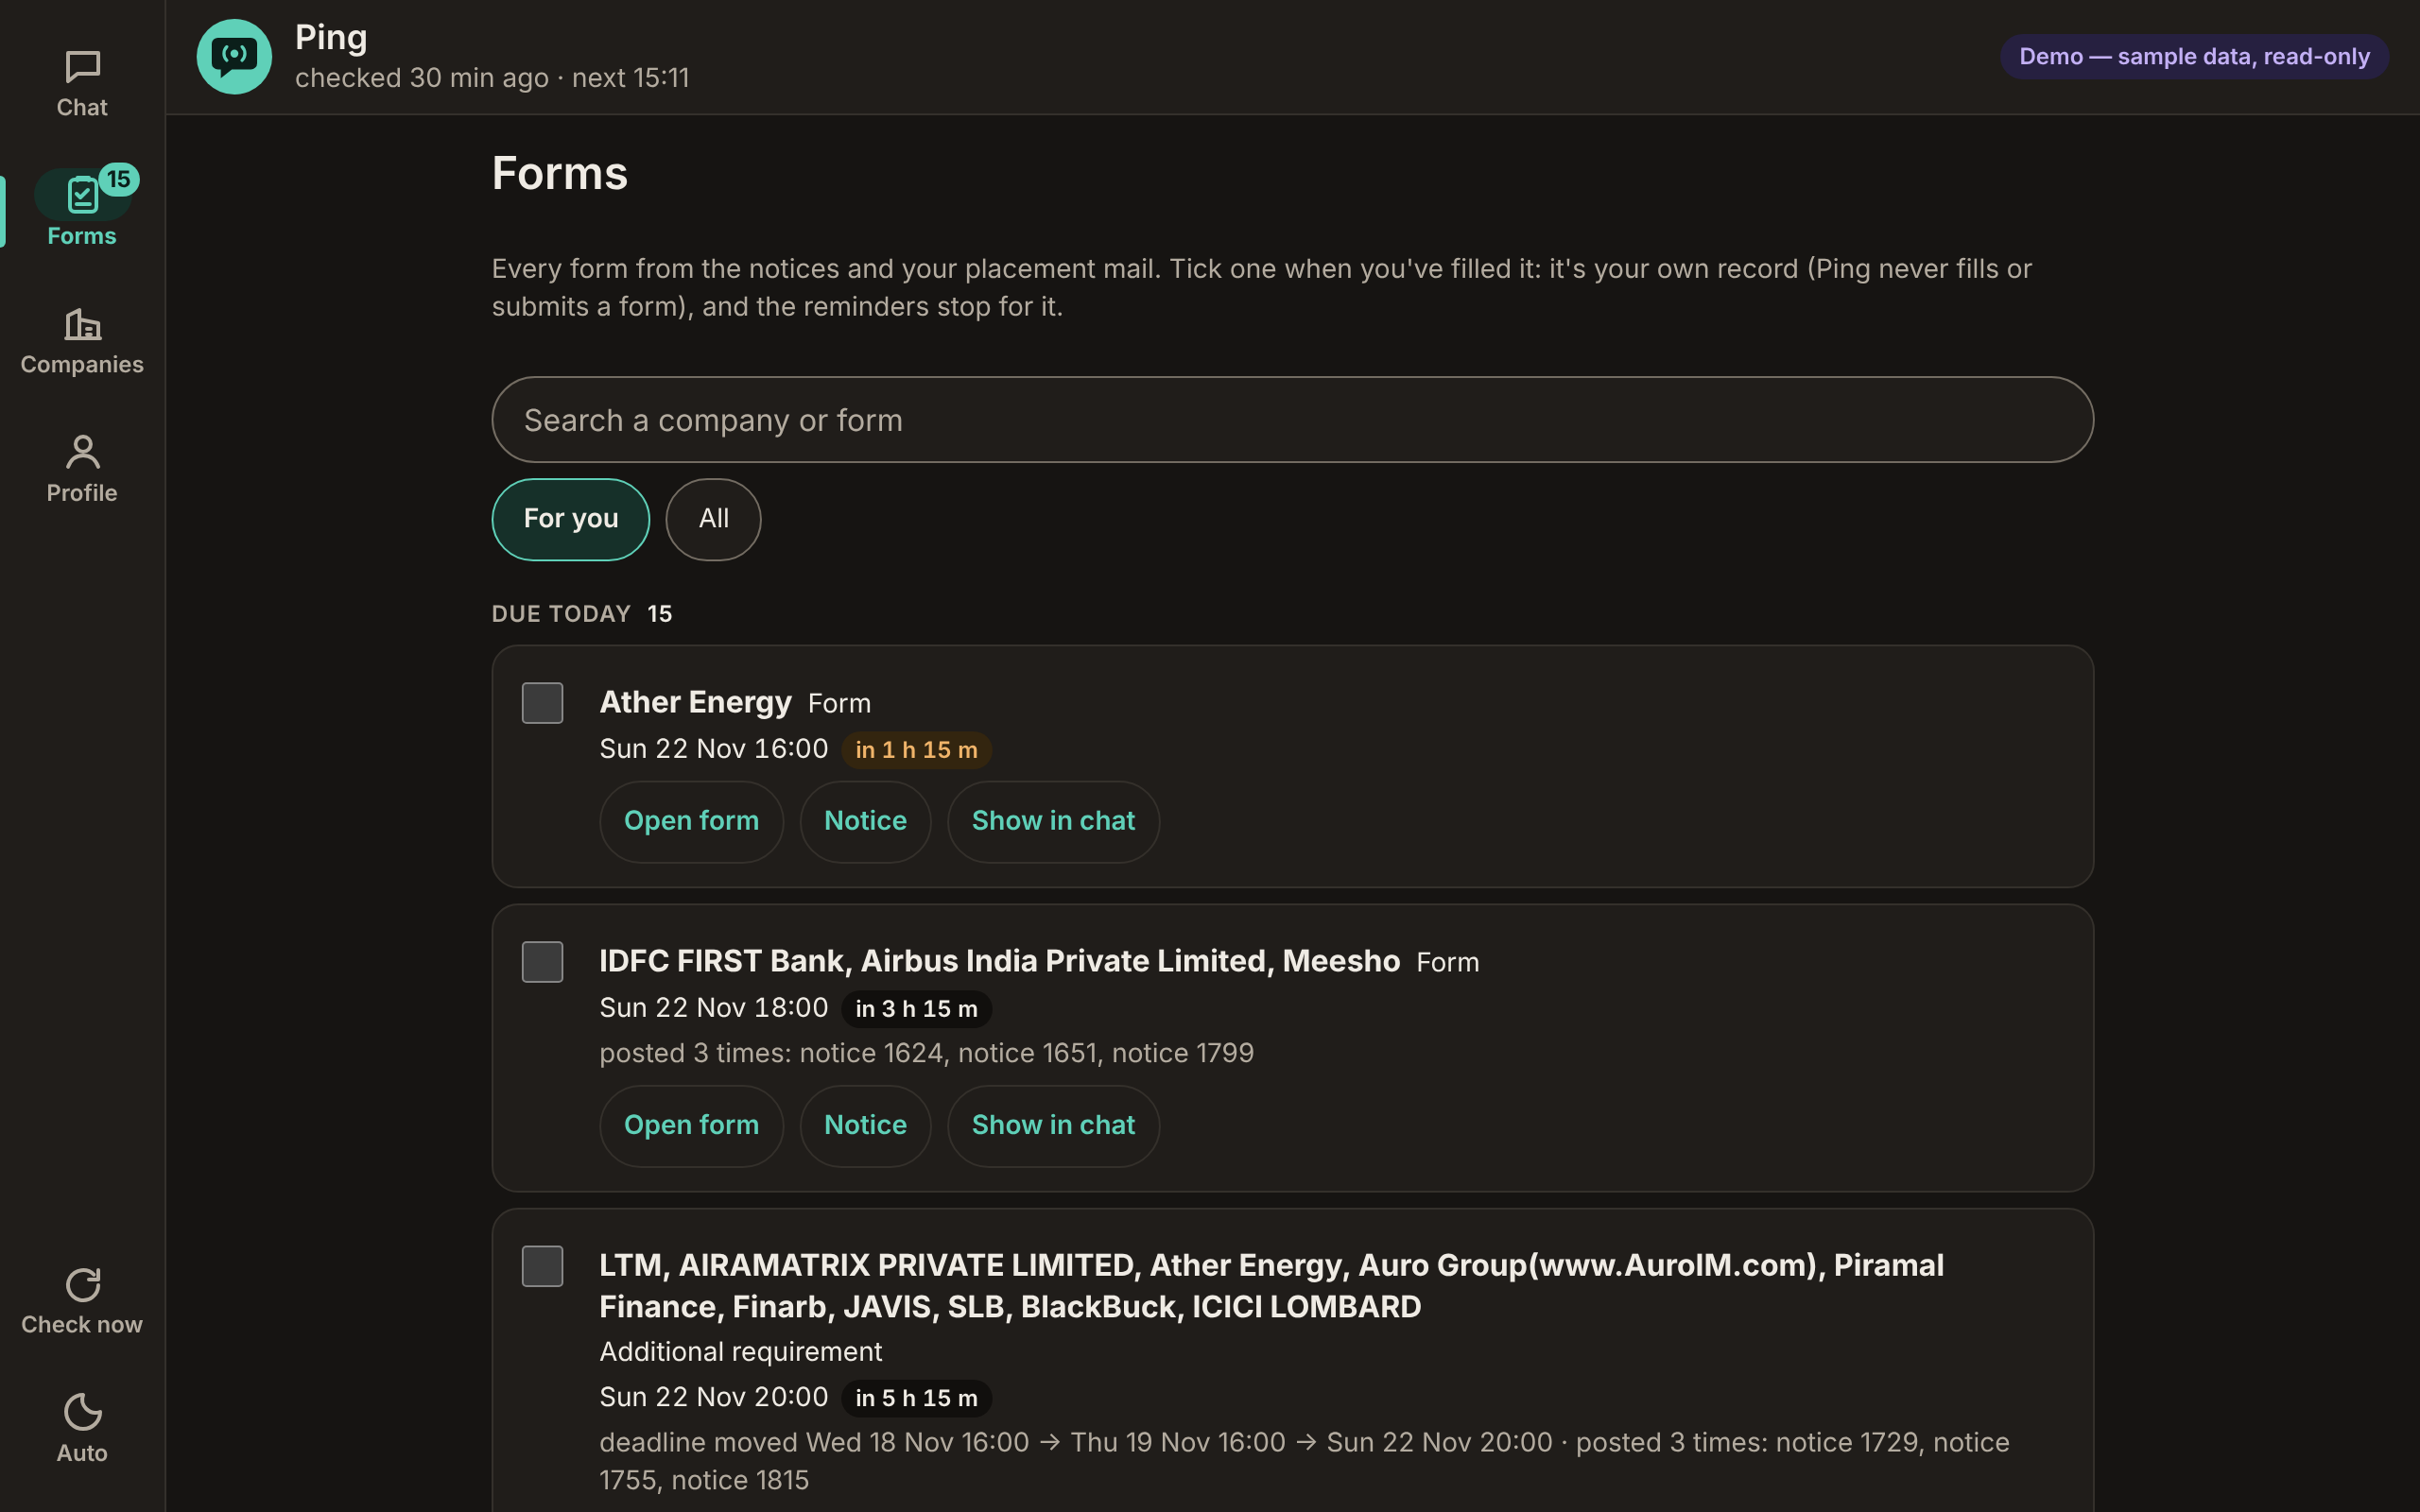 Ping
checked 30 min ago · next 15:11
Demo — sample data, read-only
Chat
15
Forms
Companies
Profile
Check now
Auto
Forms
Every form from the notices and your placement mail. Tick one when you've filled it: it's your own record (Ping never fills or
submits a form), and the reminders stop for it.
Search a company or form
For you
All
DUE TODAY 15
Ather Energy Form
Sun 22 Nov 16:00 in 1 h 15 m
Open form
Notice
Show in chat
IDFC FIRST Bank, Airbus India Private Limited, Meesho Form
Sun 22 Nov 18:00 in 3 h 15 m
posted 3 times: notice 1624, notice 1651, notice 1799
Open form
Notice
Show in chat
LTM, AIRAMATRIX PRIVATE LIMITED, Ather Energy, Auro Group(www.AuroIM.com), Piramal
Finance, Finarb, JAVIS, SLB, BlackBuck, ICICI LOMBARD
Additional requirement
Sun 22 Nov 20:00 in 5 h 15 m
deadline moved Wed 18 Nov 16:00 → Thu 19 Nov 16:00 → Sun 22 Nov 20:00 · posted 3 times: notice 1729, notice
1755, notice 1815